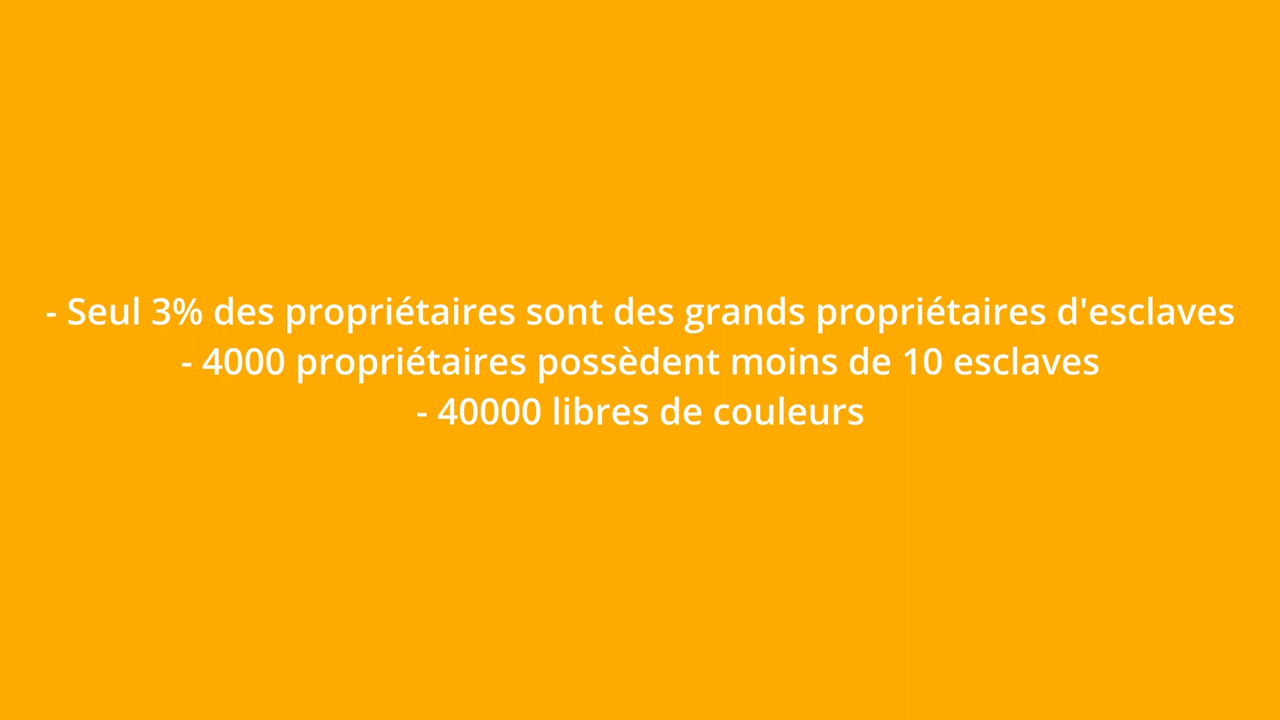 - Seul 3% des propriétaires sont des grands propriétaires d'esclaves
- 4000 propriétaires possèdent moins de 10 esclaves
- 40000 libres de couleurs